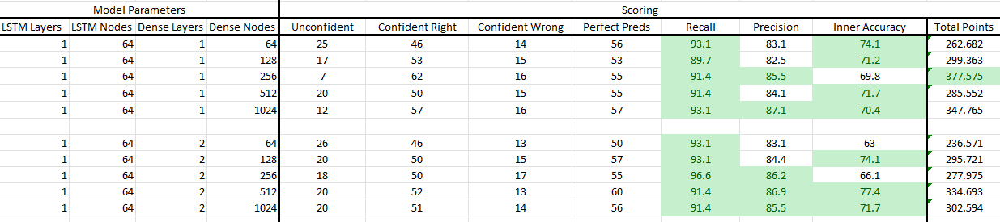 Model Parameters Scoring
LSTM Layers LSTM Nodes Dense Layers Dense Nodes Unconfident Confident Right Confident Wrong Perfect Preds Recall Precision Inner Accuracy Total Points
1 64 1 64 25 46 14 56 93.1 83.1 74.1 262.682
1 64 1 128 17 53 15 53 89.7 82.5 71.2 299.363
1 64 1 256 7 62 16 55 91.4 85.5 69.8 377.575
1 64 1 512 20 50 15 55 91.4 84.1 71.7 285.552
1 64 1 1024 12 57 16 57 93.1 87.1 70.4 347.765
1 64 2 64 26 46 13 50 93.1 83.1 63 236.571
1 64 2 128 20 50 15 57 93.1 84.4 74.1 295.721
1 64 2 256 18 50 17 55 96.6 86.2 66.1 277.975
1 64 2 512 20 52 13 60 91.4 86.9 77.4 334.693
1 64 2 1024 20 51 14 56 91.4 85.5 71.7 302.594